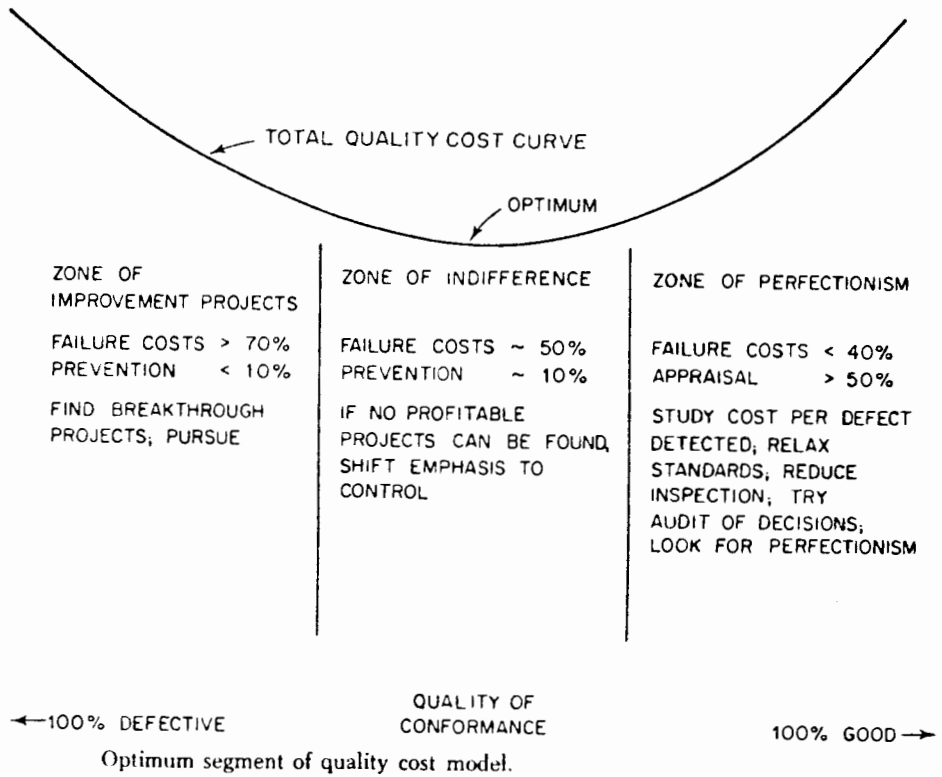 TOTAL QUALITY COST CURVE
OPTIMUM
ZONE OF
IMPROVEMENT PROJECTS
FAILURE COSTS > 70%
PREVENTION < 10%
FIND BREAKTHROUGH
PROJECTS; PURSUE
ZONE OF INDIFFERENCE
FAILURE COSTS ~ 50%
PREVENTION ~ 10%
IF NO PROFITABLE
PROJECTS CAN BE FOUND,
SHIFT EMPHASIS TO
CONTROL
ZONE OF PERFECTIONISM
FAILURE COSTS < 40%
APPRAISAL > 50%
STUDY COST PER DEFECT
DETECTED; RELAX
STANDARDS; REDUCE
INSPECTION; TRY
AUDIT OF DECISIONS;
LOOK FOR PERFECTIONISM
←100% DEFECTIVE
QUALITY OF
CONFORMANCE
100% GOOD→
Optimum segment of quality cost model.